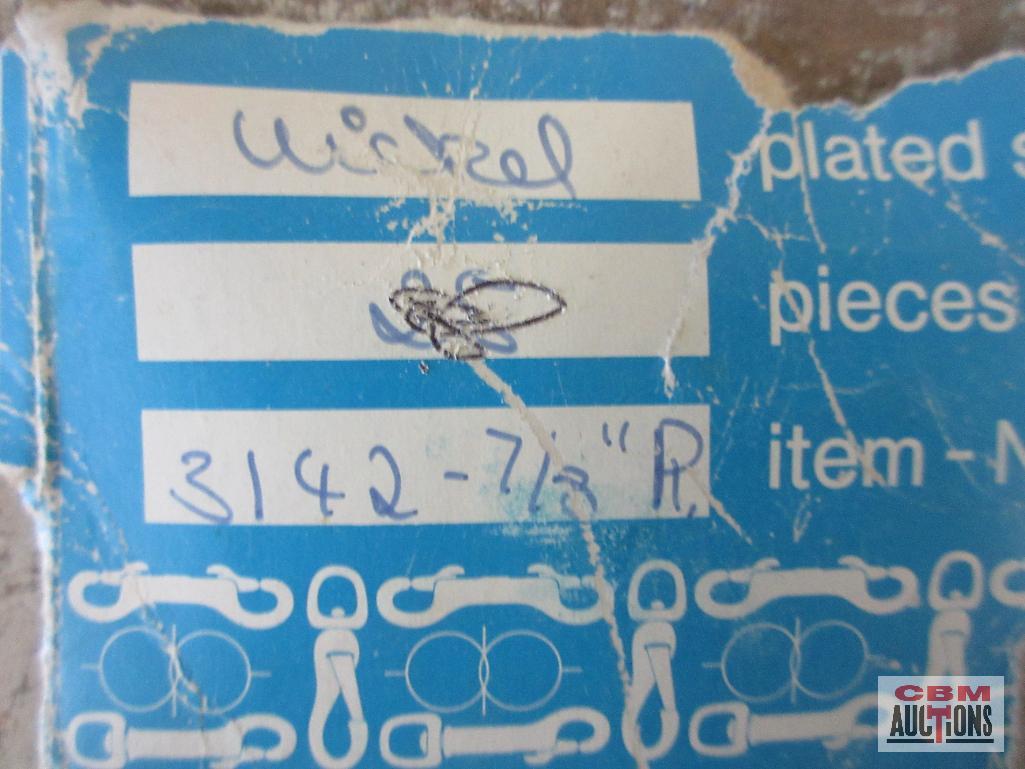 Nickel plated
pieces
3142-7/8" R. item - N
CBM
AUCTIONS